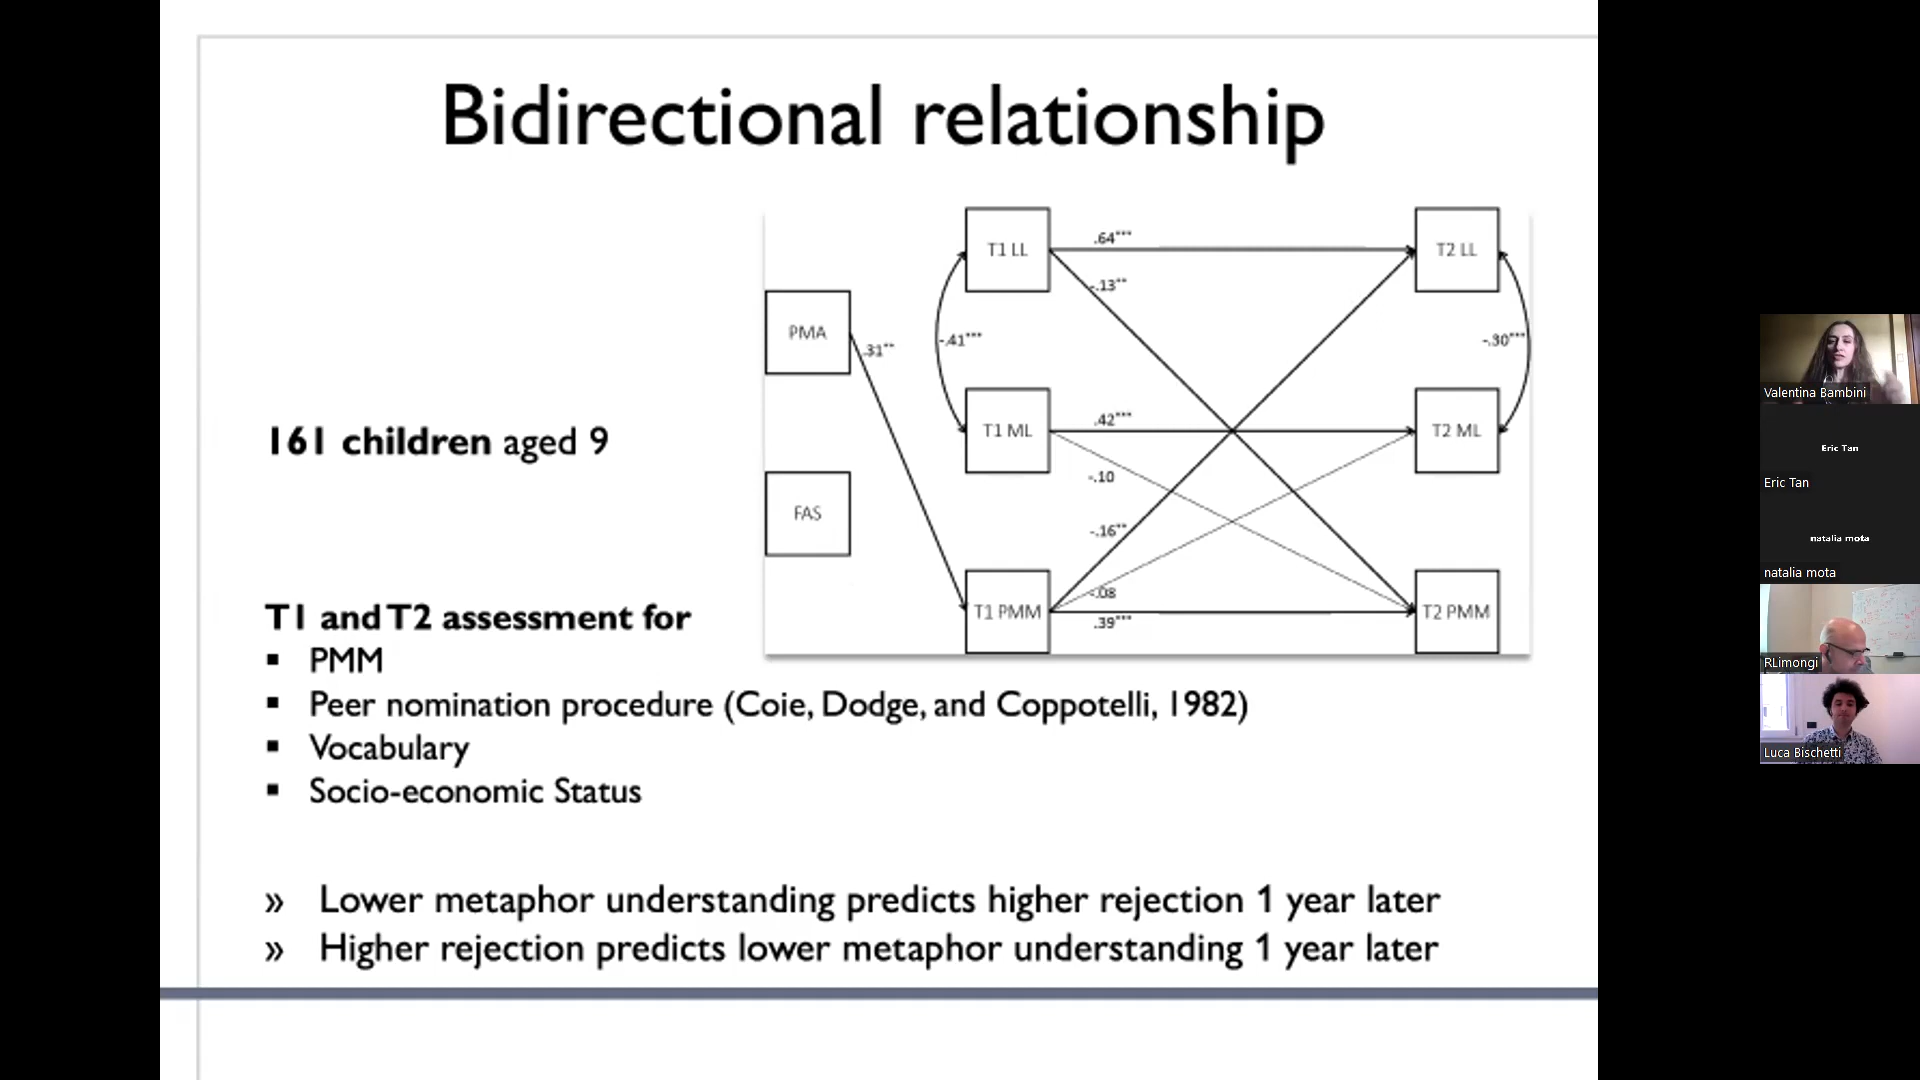 Bidirectional relationship
T1 LL
T2 LL
.64***
-.13**
PMA
.31**
-.41***
-.30***
T1 ML
T2 ML
.42***
-.10
FAS
-.16**
-.08
T1 PMM
T2 PMM
.39***
161 children aged 9
T1 and T2 assessment for
▪ PMM
▪ Peer nomination procedure (Coie, Dodge, and Coppotelli, 1982)
▪ Vocabulary
▪ Socio-economic Status
» Lower metaphor understanding predicts higher rejection 1 year later
» Higher rejection predicts lower metaphor understanding 1 year later
Valentina Bambini
Eric Tan
Eric Tan
natalia mota
natalia mota
RLimongi
Luca Bischetti